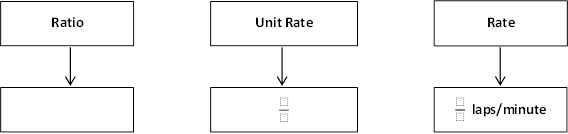 Ratio
Unit Rate
Rate
□/□
□/□ laps/minute